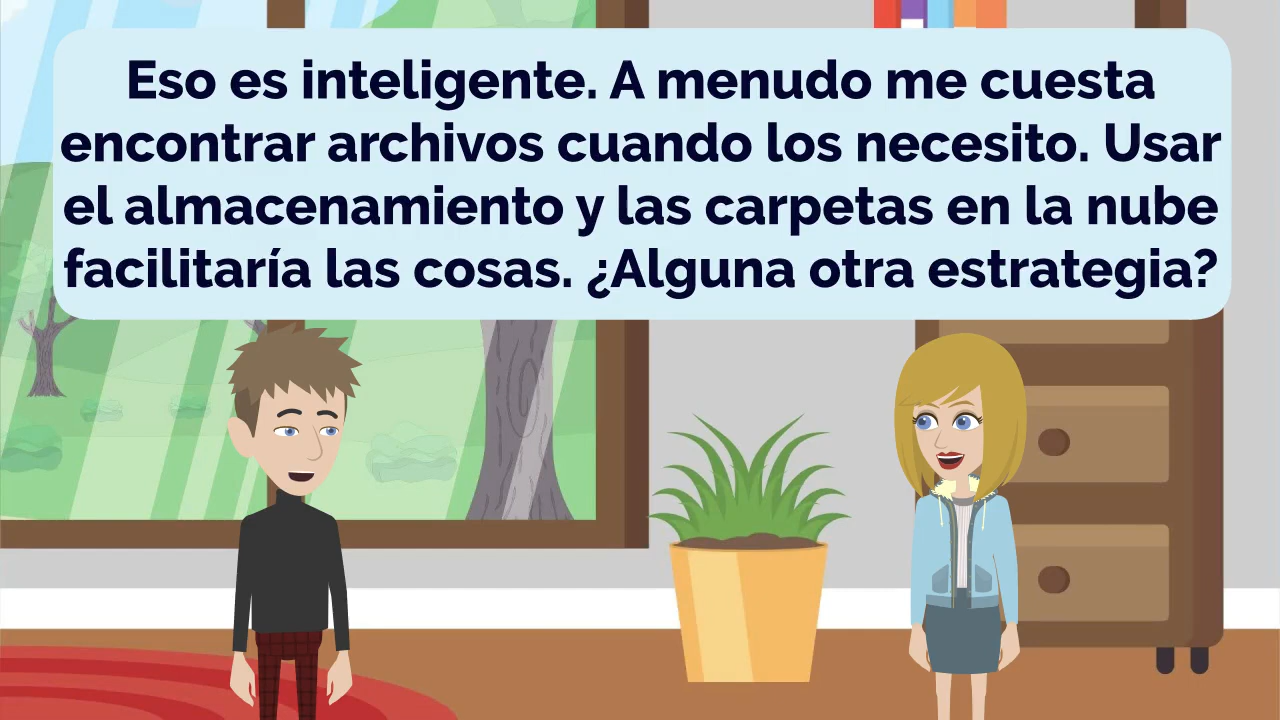 Eso es inteligente. A menudo me cuesta
encontrar archivos cuando los necesito. Usar
el almacenamiento y las carpetas en la nube
facilitaría las cosas. ¿Alguna otra estrategia?